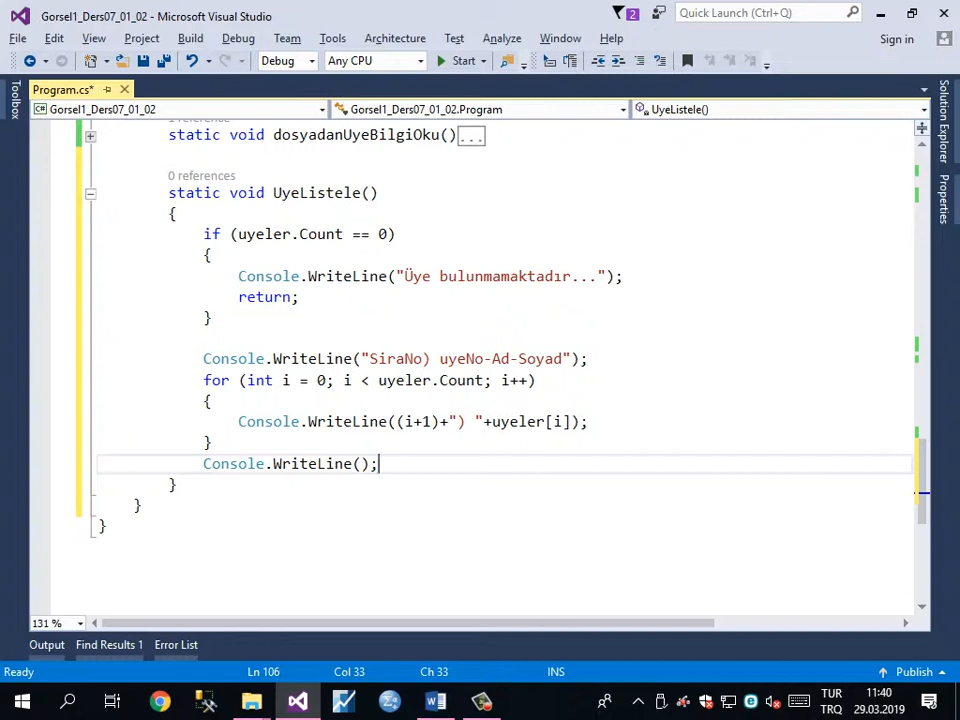 Gorsel1_Ders07_01_02 - Microsoft Visual Studio
2
Quick Launch (Ctrl+Q)
File Edit View Project Build Debug Team Tools Architecture Test Analyze Window Help
Sign in
Debug Any CPU Start
Toolbox
Program.cs*
Gorsel1_Ders07_01_02 Gorsel1_Ders07_01_02.Program UyeListele()
Solution Explorer
Properties
1 reference
static void dosyadanUyeBilgiOku()...
0 references
static void UyeListele()
{
if (uyeler.Count == 0)
{
Console.WriteLine("Üye bulunmamaktadır...");
return;
}
Console.WriteLine("SiraNo) uyeNo-Ad-Soyad");
for (int i = 0; i < uyeler.Count; i++)
{
Console.WriteLine((i+1)+") "+uyeler[i]);
}
Console.WriteLine();
}
}
}
131 %
Output Find Results 1 Error List
Ready Ln 106 Col 33 Ch 33 INS Publish
TUR 11:40
TRQ 29.03.2019